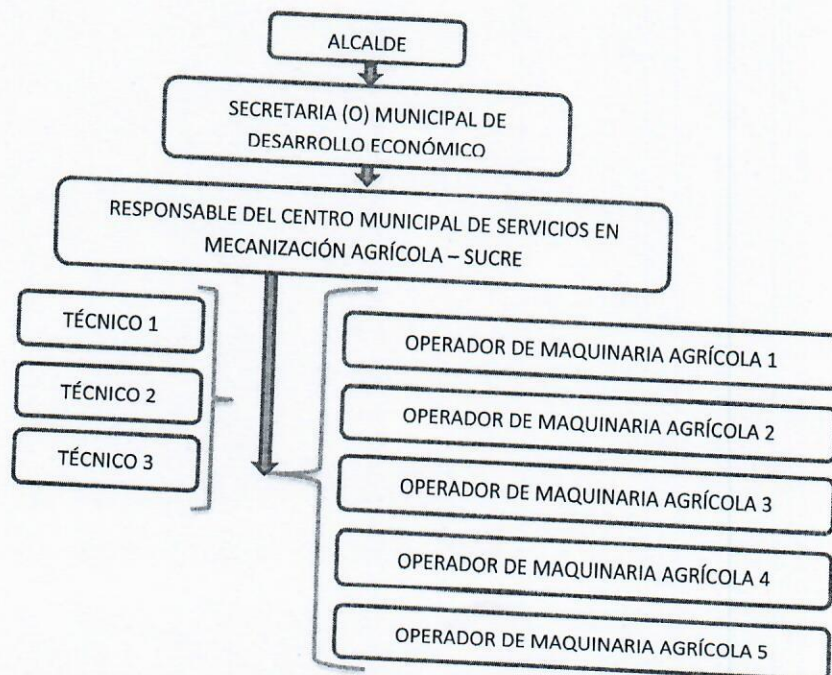 ALCALDE
SECRETARIA (O) MUNICIPAL DE
DESARROLLO ECONÓMICO
RESPONSABLE DEL CENTRO MUNICIPAL DE SERVICIOS EN
MECANIZACIÓN AGRÍCOLA – SUCRE
TÉCNICO 1
TÉCNICO 2
TÉCNICO 3
OPERADOR DE MAQUINARIA AGRÍCOLA 1
OPERADOR DE MAQUINARIA AGRÍCOLA 2
OPERADOR DE MAQUINARIA AGRÍCOLA 3
OPERADOR DE MAQUINARIA AGRÍCOLA 4
OPERADOR DE MAQUINARIA AGRÍCOLA 5